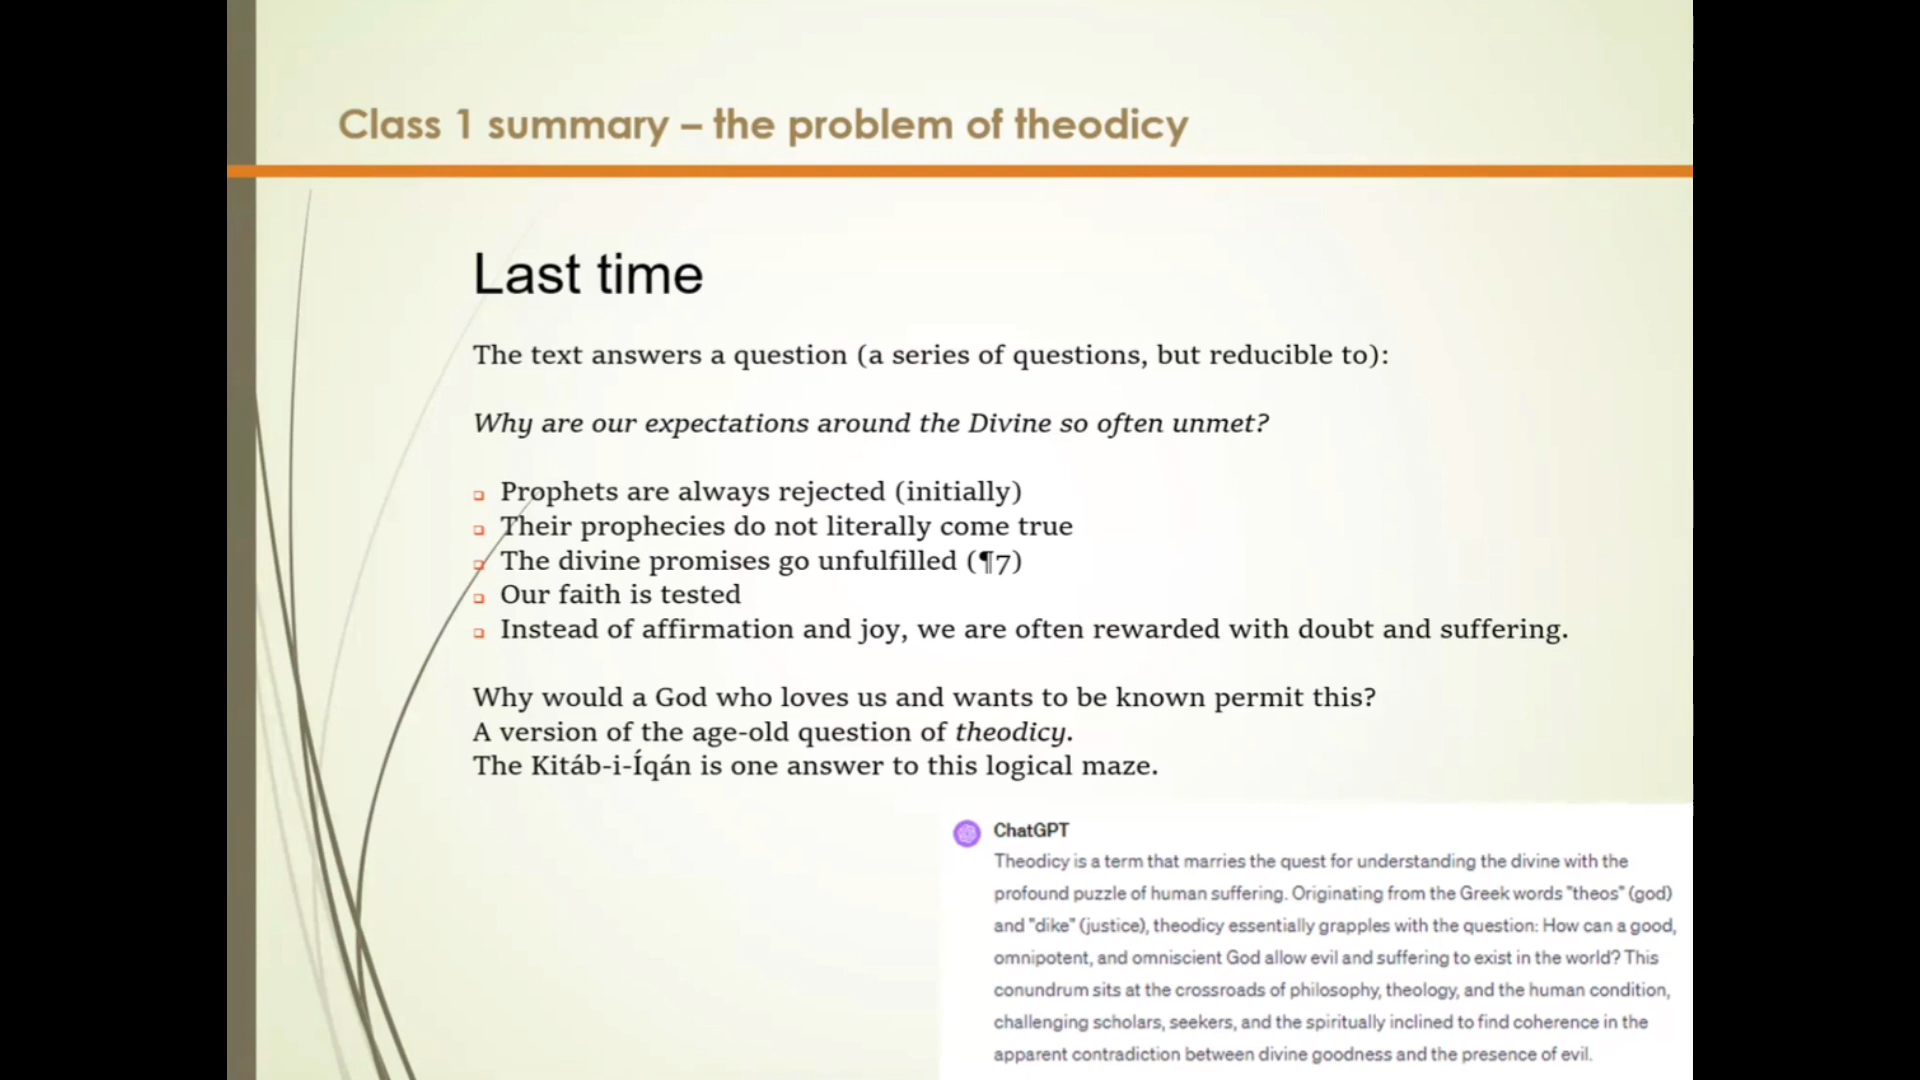 Class 1 summary – the problem of theodicy
Last time
The text answers a question (a series of questions, but reducible to):
Why are our expectations around the Divine so often unmet?
Prophets are always rejected (initially)
Their prophecies do not literally come true
The divine promises go unfulfilled (¶7)
Our faith is tested
Instead of affirmation and joy, we are often rewarded with doubt and suffering.
Why would a God who loves us and wants to be known permit this?
A version of the age-old question of theodicy.
The Kitáb-i-Íqán is one answer to this logical maze.
ChatGPT
Theodicy is a term that marries the quest for understanding the divine with the
profound puzzle of human suffering. Originating from the Greek words "theos" (god)
and "dike" (justice), theodicy essentially grapples with the question: How can a good,
omnipotent, and omniscient God allow evil and suffering to exist in the world? This
conundrum sits at the crossroads of philosophy, theology, and the human condition,
challenging scholars, seekers, and the spiritually inclined to find coherence in the
apparent contradiction between divine goodness and the presence of evil.